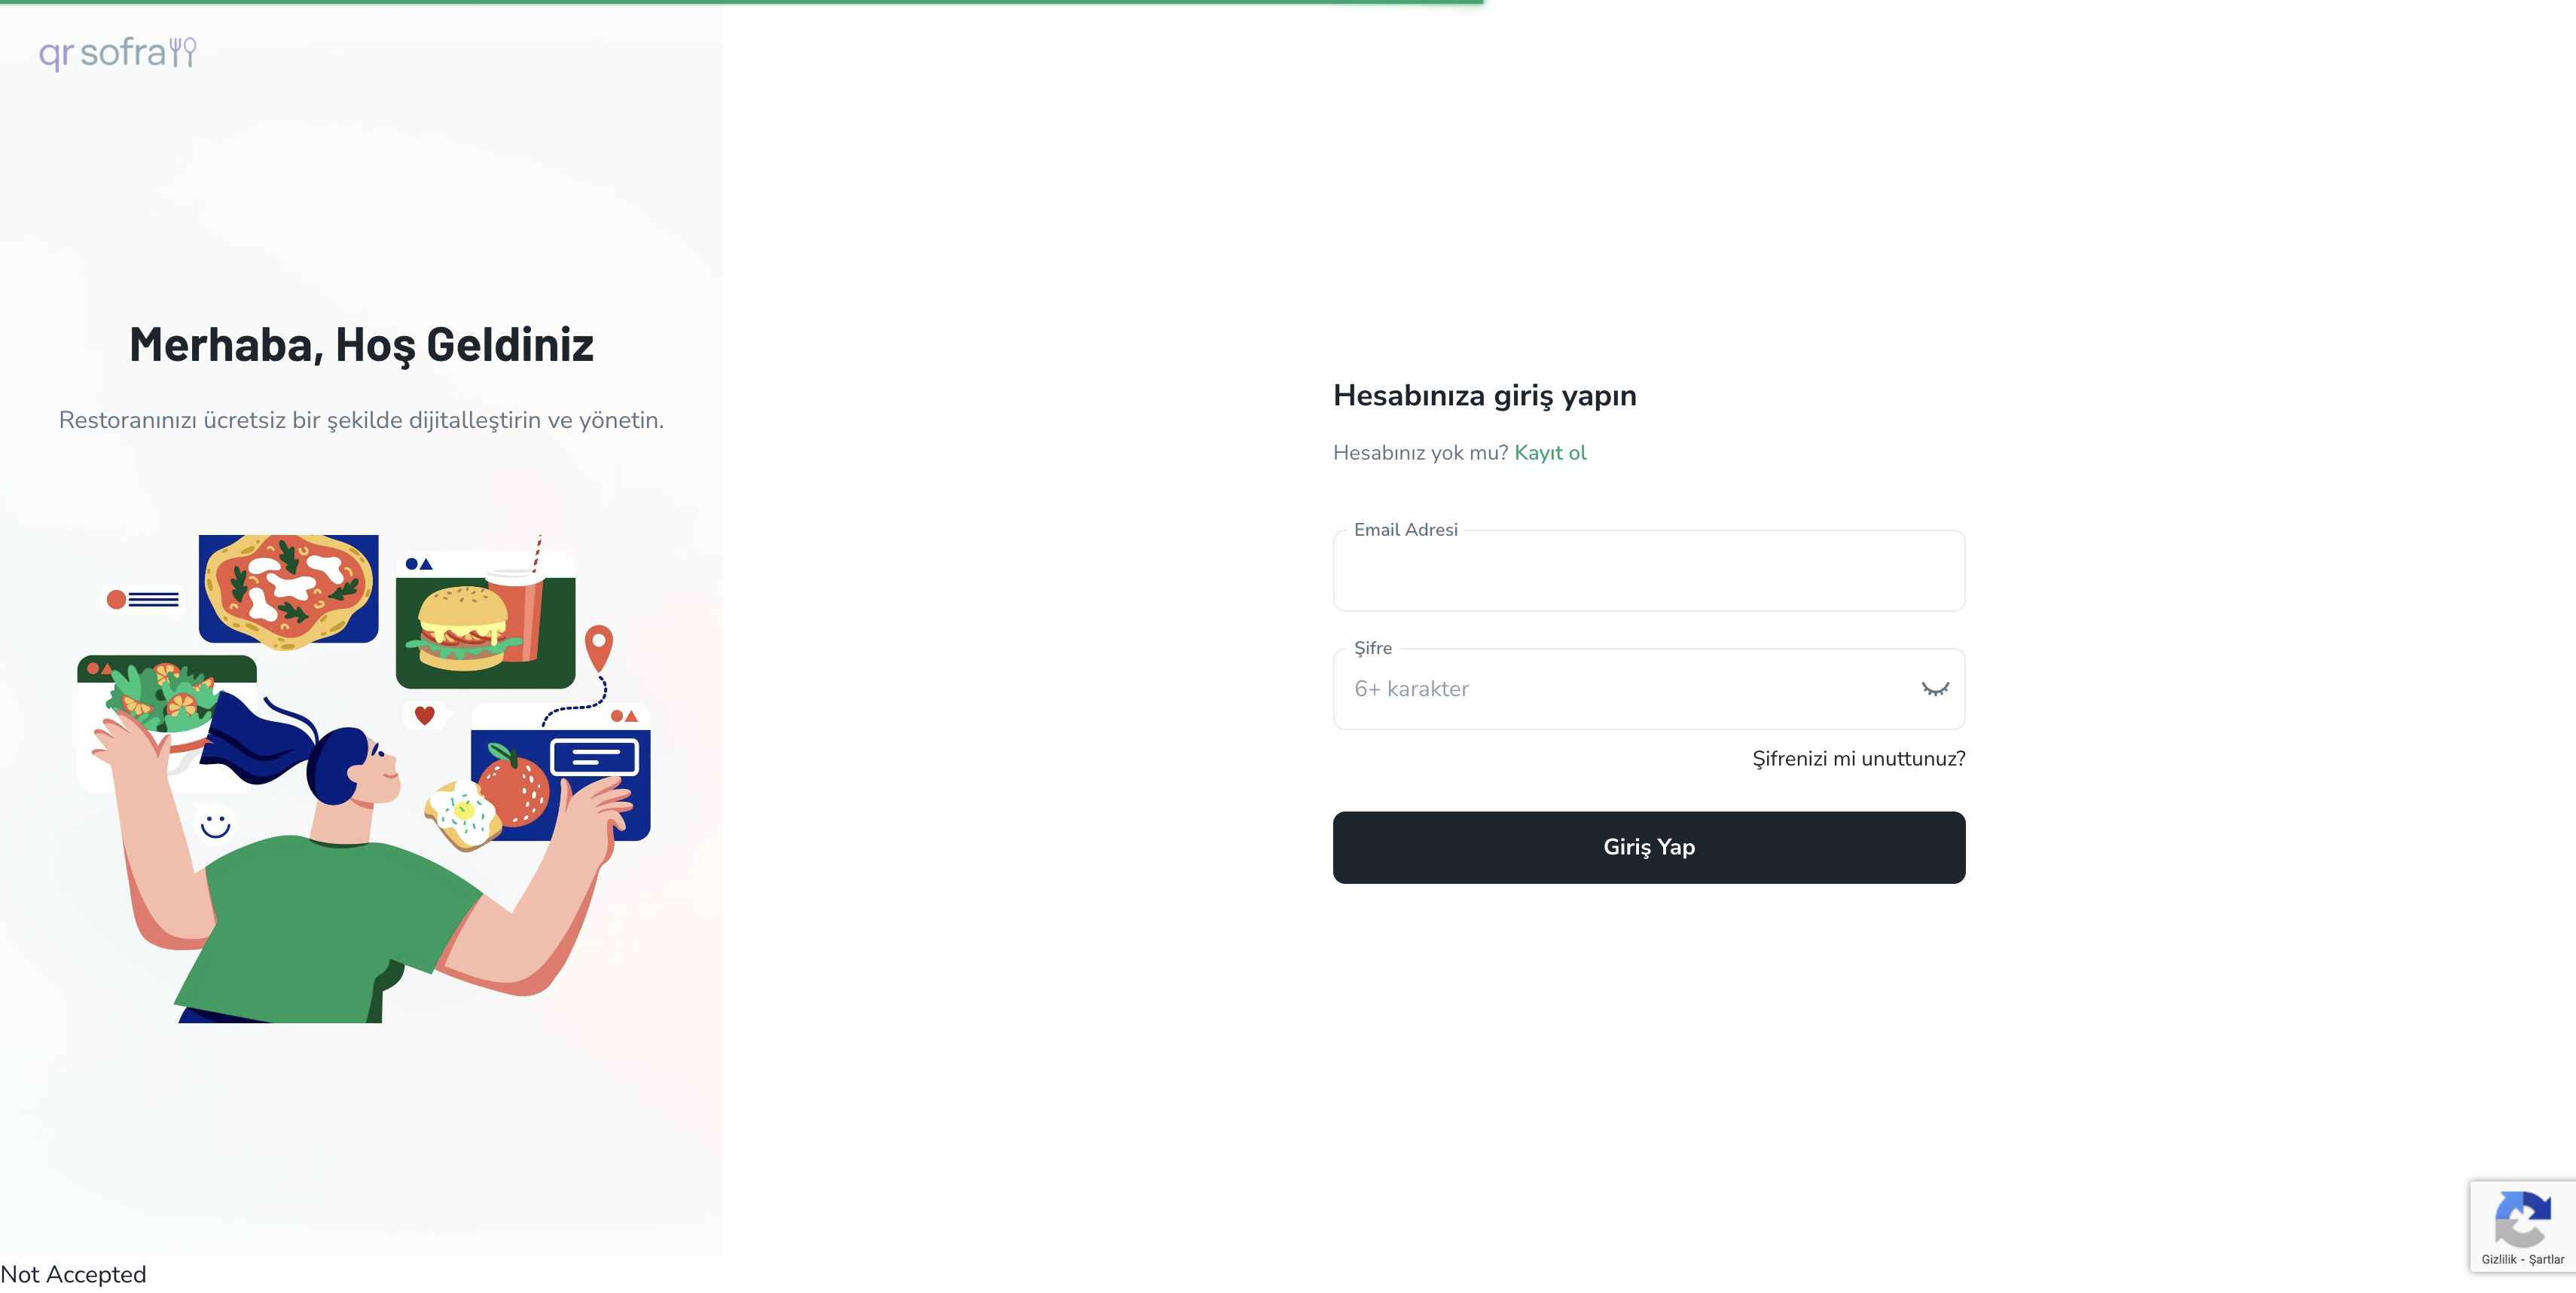 qr sofra
Merhaba, Hoş Geldiniz
Restoranınızı ücretsiz bir şekilde dijitalleştirin ve yönetin.
Hesabınıza giriş yapın
Hesabınız yok mu? Kayıt ol
Email Adresi
Şifre
6+ karakter
Şifrenizi mi unuttunuz?
Giriş Yap
Gizlilik - Şartlar
Not Accepted